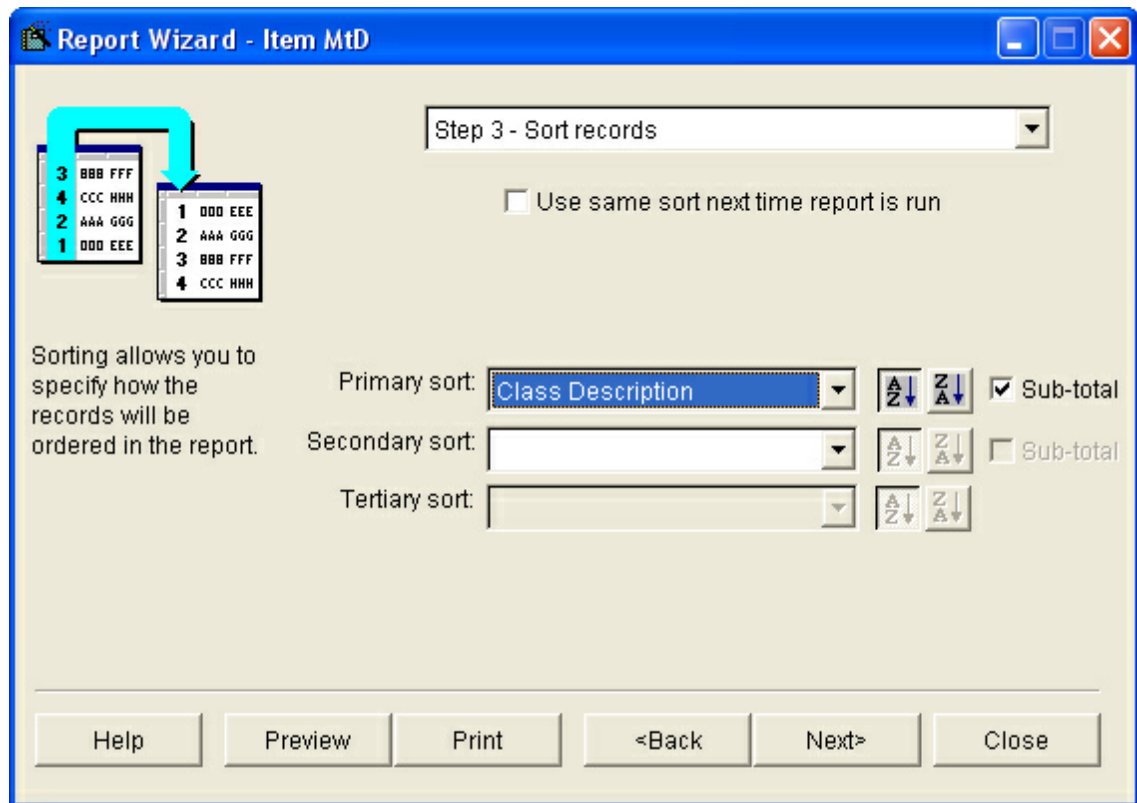 Report Wizard - Item MtD
Step 3 - Sort records
Use same sort next time report is run
3 BBB FFF
4 CCC HHH
2 AAA GGG
1 DDD EEE
1 DDD EEE
2 AAA GGG
3 BBB FFF
4 CCC HHH
Sorting allows you to
specify how the
records will be
ordered in the report.
Primary sort: Class Description A Z Z A Sub-total
Secondary sort: A Z Z A Sub-total
Tertiary sort: A Z Z A
Help Preview Print <Back Next> Close